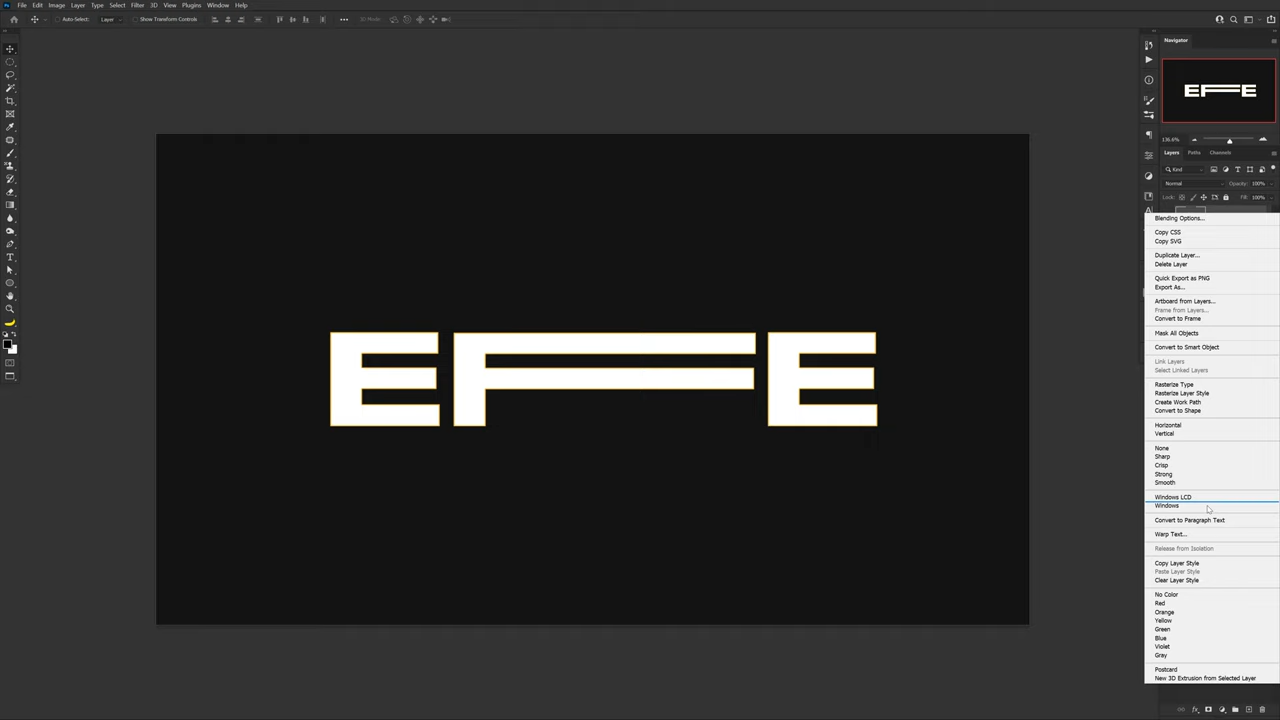 File Edit Image Layer Type Select Filter 3D View Plugins Window Help
Auto-Select: Layer Show Transform Controls 3D Mode:
Navigator
EFFE
136.6%
Layers Paths Channels
Kind
Normal Opacity: 100%
Lock: Fill: 100%
EFFE
Blending Options...
Copy CSS
Copy SVG
Duplicate Layer...
Delete Layer
Quick Export as PNG
Export As...
Artboard from Layers...
Frame from Layers...
Convert to Frame
Mask All Objects
Convert to Smart Object
Link Layers
Select Linked Layers
Rasterize Type
Rasterize Layer Style
Create Work Path
Convert to Shape
Horizontal
Vertical
None
Sharp
Crisp
Strong
Smooth
Windows LCD
Windows
Convert to Paragraph Text
Warp Text...
Release from Isolation
Copy Layer Style
Paste Layer Style
Clear Layer Style
No Color
Red
Orange
Yellow
Green
Blue
Violet
Gray
Postcard
New 3D Extrusion from Selected Layer